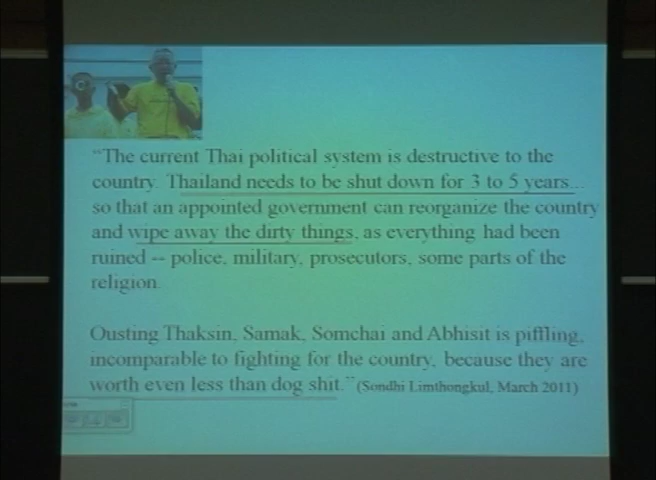 "The current Thai political system is destructive to the
country. Thailand needs to be shut down for 3 to 5 years...
so that an appointed government can reorganize the country
and wipe away the dirty things, as everything had been
ruined -- police, military, prosecutors, some parts of the
religion.
Ousting Thaksin, Samak, Somchai and Abhisit is piffling,
incomparable to fighting for the country, because they are
worth even less than dog shit." (Sondhi Limthongkul, March 2011)